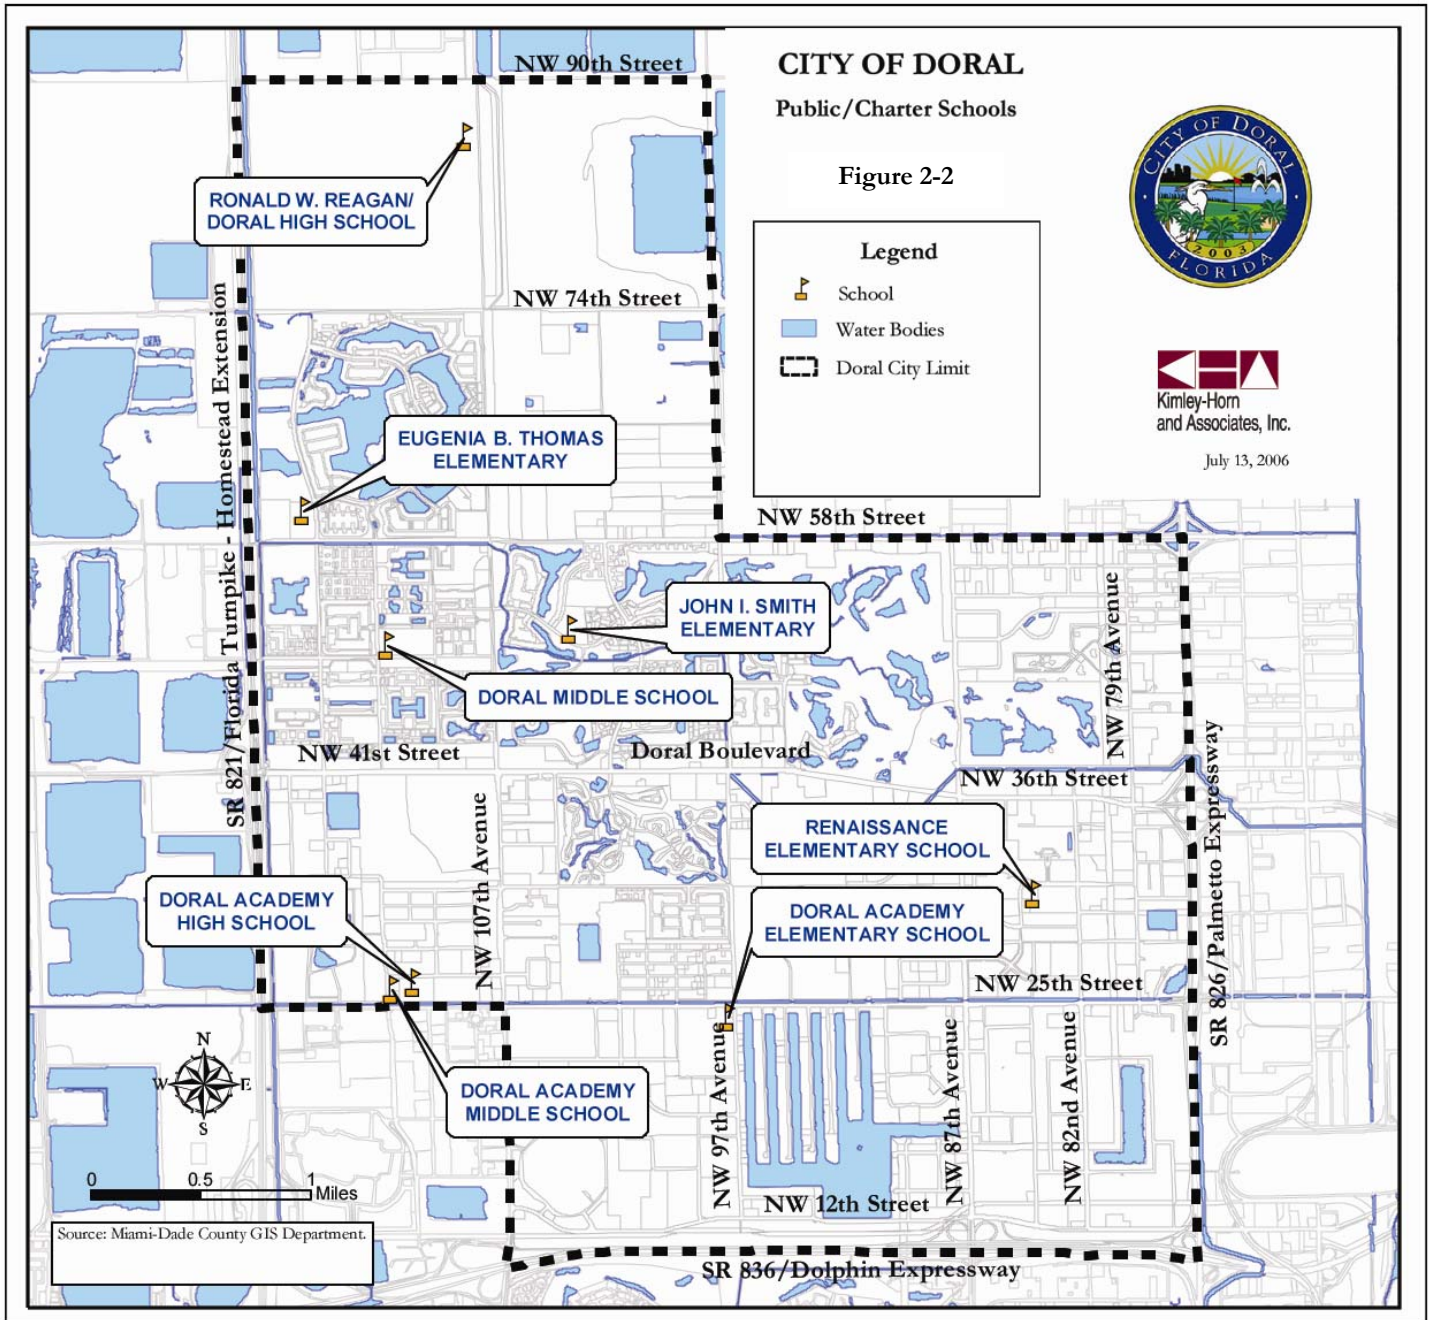 NW 90th Street
CITY OF DORAL
Public/Charter Schools
Figure 2-2
CITY OF DORAL
FLORIDA
2003
RONALD W. REAGAN/
DORAL HIGH SCHOOL
Legend
School
Water Bodies
Doral City Limit
NW 74th Street
Kimley-Horn
and Associates, Inc.
July 13, 2006
SR 821/Florida Turnpike - Homestead Extension
EUGENIA B. THOMAS
ELEMENTARY
NW 58th Street
JOHN I. SMITH
ELEMENTARY
NW 79th Avenue
DORAL MIDDLE SCHOOL
NW 41st Street
Doral Boulevard
NW 36th Street
SR 826/Palmetto Expressway
NW 107th Avenue
RENAISSANCE
ELEMENTARY SCHOOL
DORAL ACADEMY
HIGH SCHOOL
DORAL ACADEMY
ELEMENTARY SCHOOL
NW 25th Street
N
W
E
S
DORAL ACADEMY
MIDDLE SCHOOL
NW 97th Avenue
NW 87th Avenue
NW 82nd Avenue
0 0.5 1
Miles
NW 12th Street
Source: Miami-Dade County GIS Department.
SR 836/Dolphin Expressway